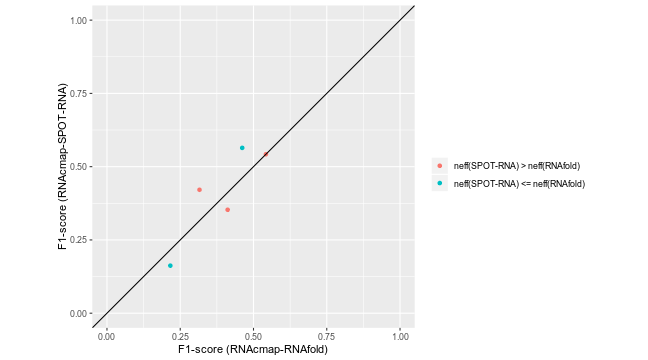 1.00
0.75
0.50
0.25
0.00
F1-score (RNAcmap-SPOT-RNA)
0.00 0.25 0.50 0.75 1.00
F1-score (RNAcmap-RNAfold)
neff(SPOT-RNA) > neff(RNAfold)
neff(SPOT-RNA) <= neff(RNAfold)